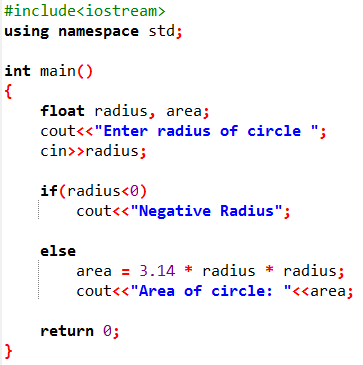 #include<iostream>
using namespace std;
int main()
{
float radius, area;
cout<<"Enter radius of circle ";
cin>>radius;
if(radius<0)
cout<<"Negative Radius";
else
area = 3.14 * radius * radius;
cout<<"Area of circle: "<<area;
return 0;
}